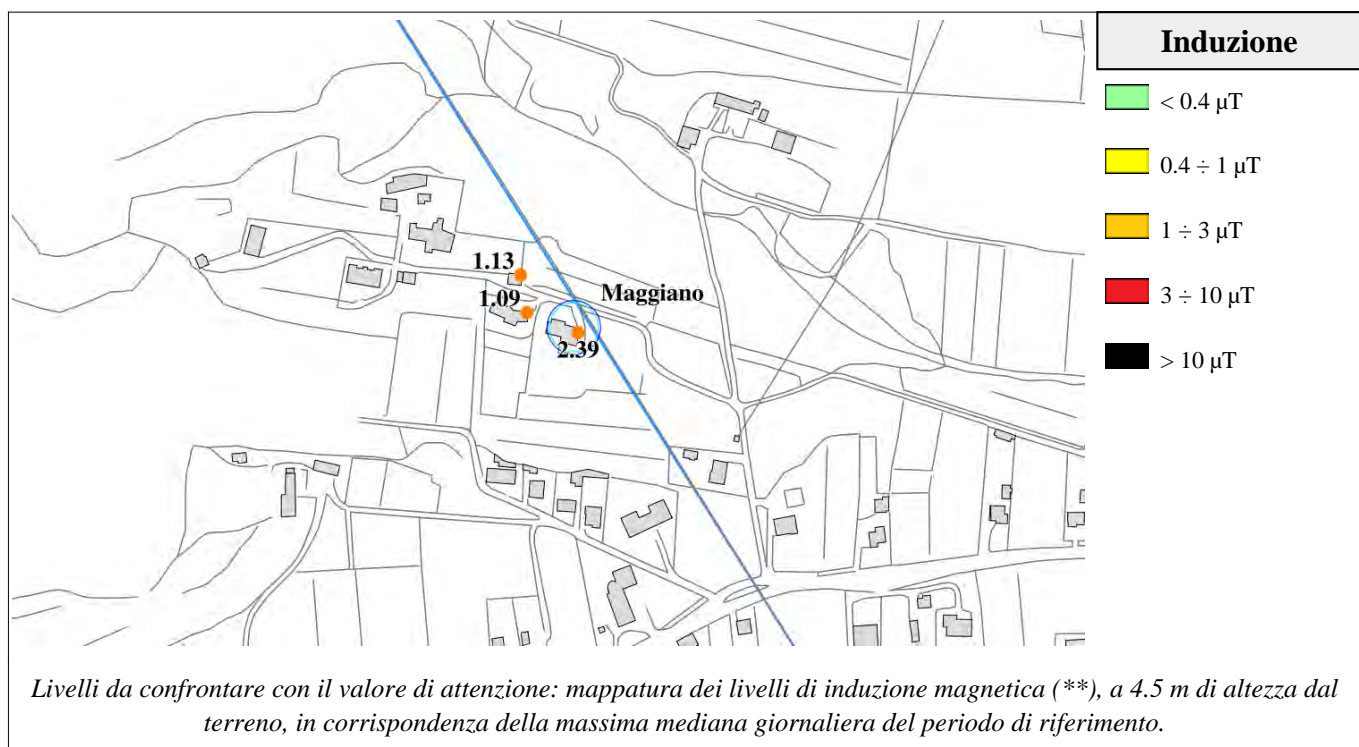 Induzione
< 0.4 µT
0.4 ÷ 1 µT
1 ÷ 3 µT
3 ÷ 10 µT
> 10 µT
1.13
1.09
Maggiano
2.39
Livelli da confrontare con il valore di attenzione: mappatura dei livelli di induzione magnetica (**), a 4.5 m di altezza dal
terreno, in corrispondenza della massima mediana giornaliera del periodo di riferimento.